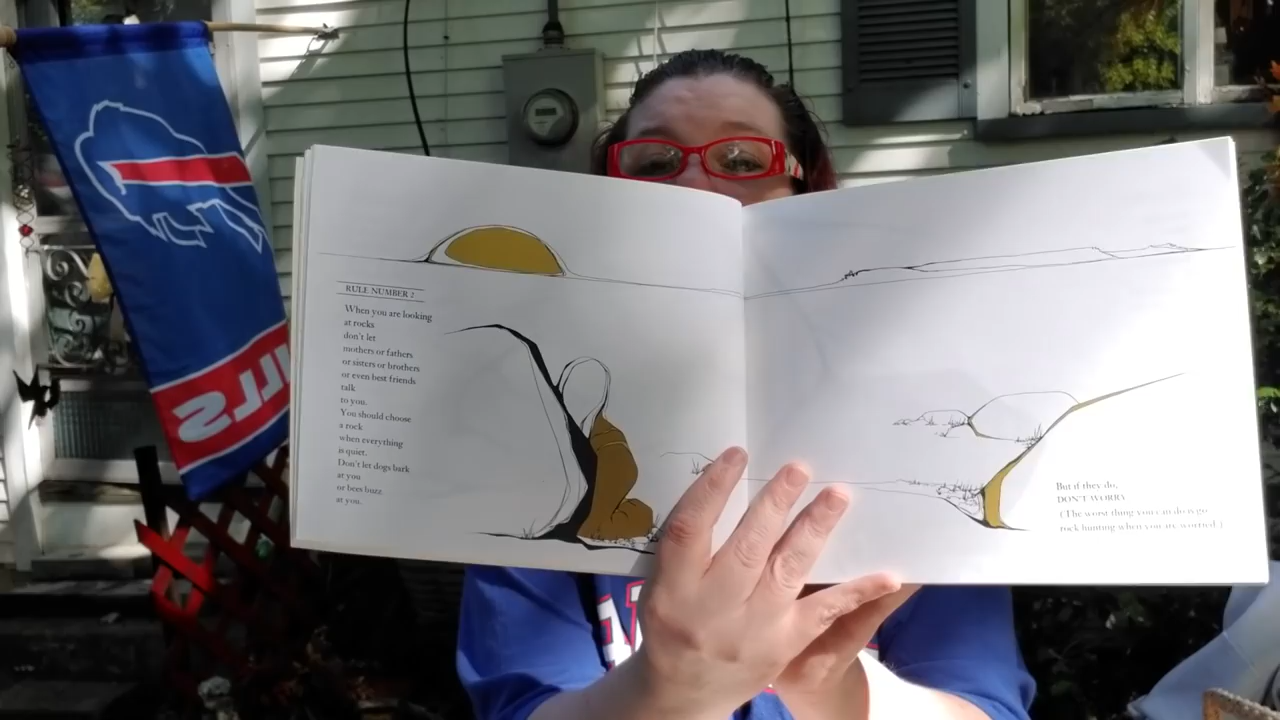 RULE NUMBER 2
When you are looking
at rocks
don't let
mothers or fathers
or sisters or brothers
or even best friends
talk
to you.
You should choose
a rock
when everything
is quiet.
Don't let dogs bark
at you
or bees buzz
at you.
But if they do,
DON'T WORRY.
(The worst thing you can do is go
rock hunting when you are worried.)
ILLS